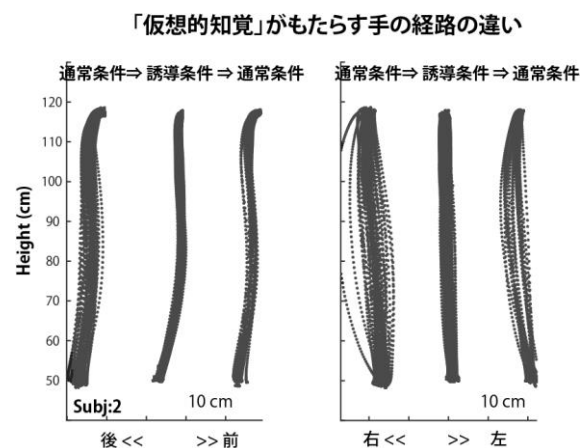 「仮想的知覚」がもたらす手の経路の違い
通常条件⇒ 誘導条件 ⇒ 通常条件
通常条件⇒ 誘導条件 ⇒ 通常条件
Height (cm)
120
110
100
90
80
70
60
50
Subj:2
10 cm
10 cm
後 << >> 前
右 << >> 左